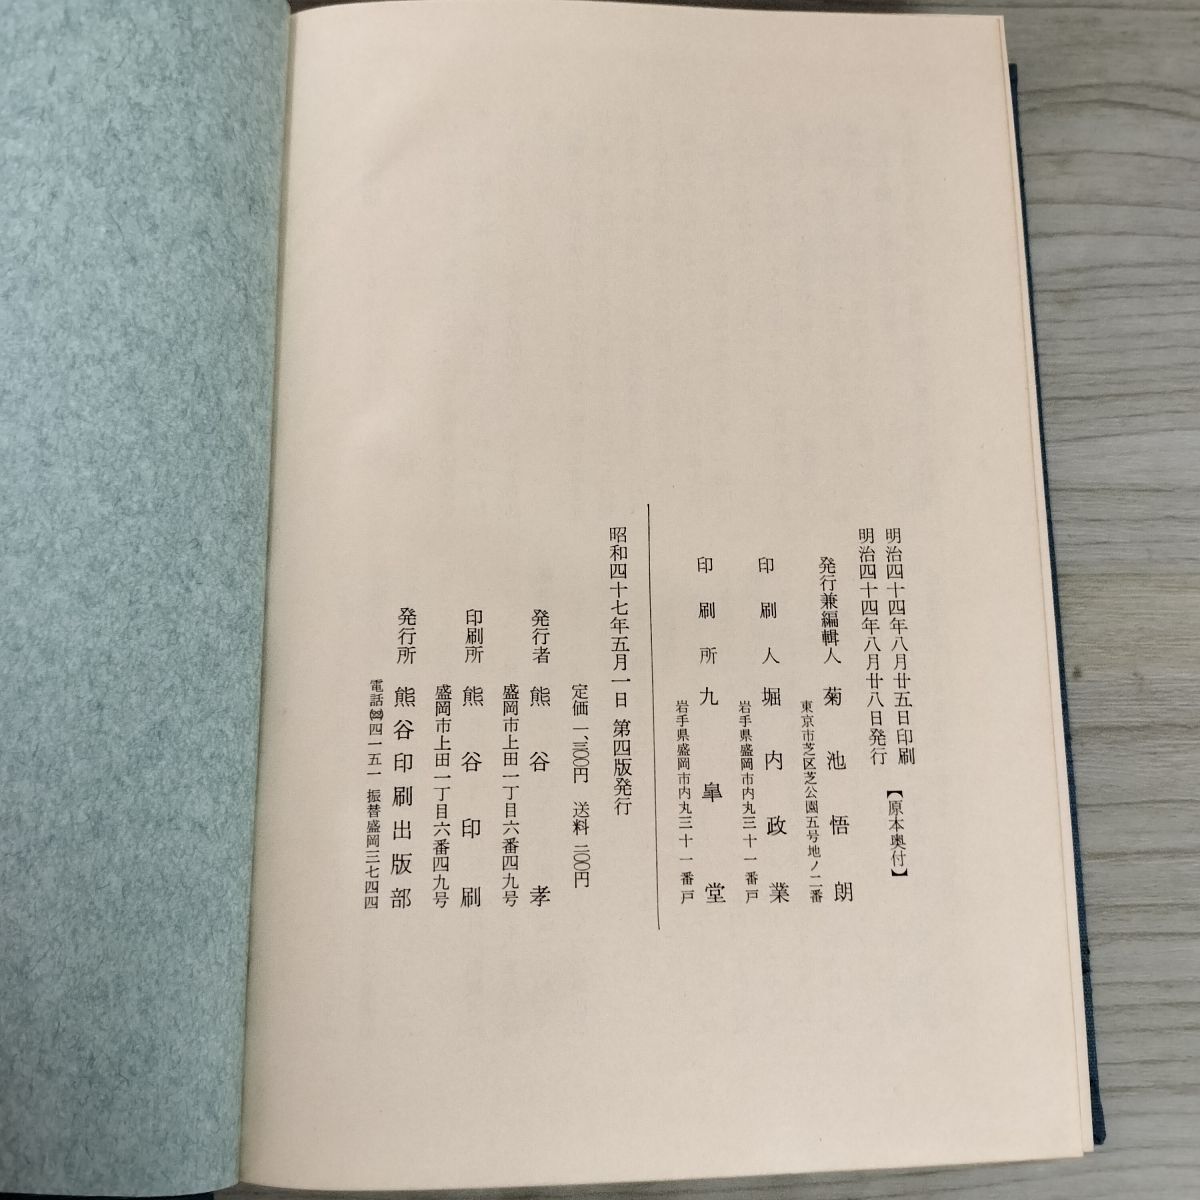 明治四十四年八月廿五日印刷
明治四十四年八月廿八日発行
【原本奥付】
発行兼編輯人 菊池悟朗
東京市芝区芝公園五号地ノ二番
印刷人 堀内政業
岩手県盛岡市内丸三十一番戸
印刷所 九皐堂
岩手県盛岡市内丸三十一番戸
昭和四十七年五月一日 第四版発行
定価 一、三〇〇円 送料 二〇〇円
発行者 熊谷孝
盛岡市上田一丁目六番四九号
印刷所 熊谷印刷
盛岡市上田一丁目六番四九号
発行所 熊谷印刷出版部
電話 四一五一 振替盛岡三七四四